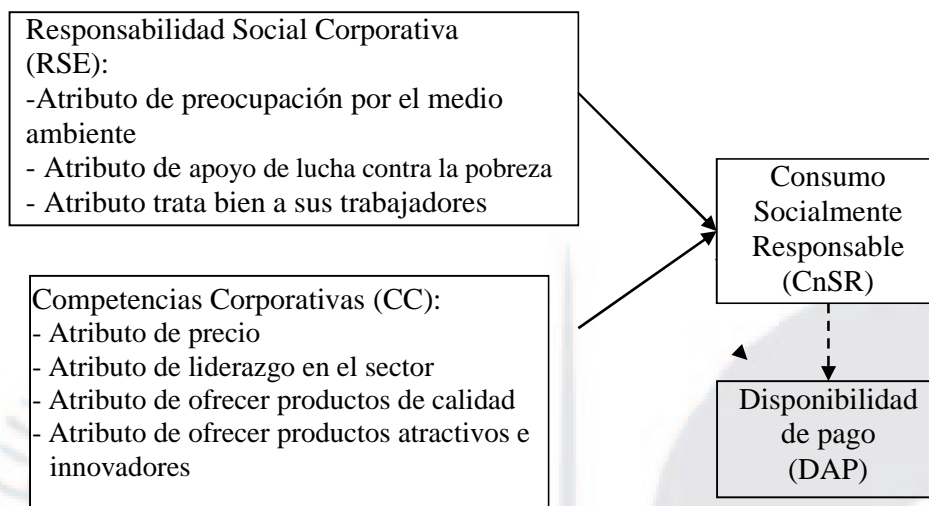 Responsabilidad Social Corporativa
(RSE):
-Atributo de preocupación por el medio
ambiente
- Atributo de apoyo de lucha contra la pobreza
- Atributo trata bien a sus trabajadores
Competencias Corporativas (CC):
- Atributo de precio
- Atributo de liderazgo en el sector
- Atributo de ofrecer productos de calidad
- Atributo de ofrecer productos atractivos e
innovadores
Consumo
Socialmente
Responsable
(CnSR)
Disponibilidad
de pago
(DAP)